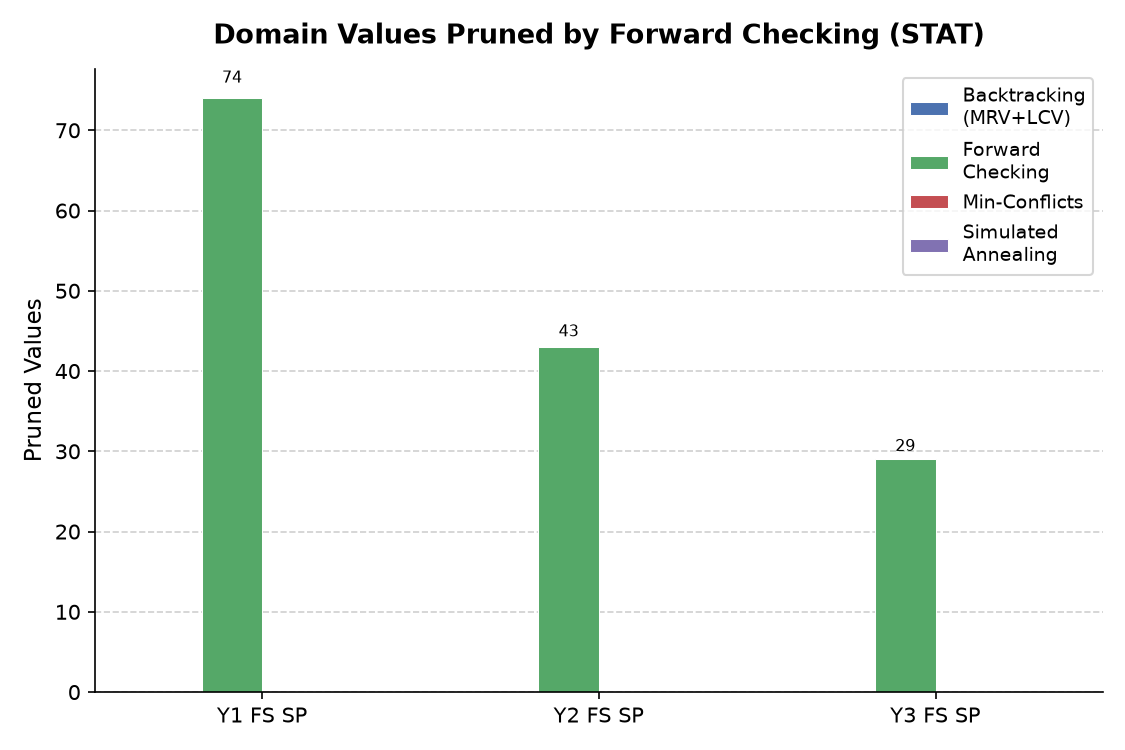 Domain Values Pruned by Forward Checking (STAT)
74
43
29
Backtracking
(MRV+LCV)
Forward
Checking
Min-Conflicts
Simulated
Annealing
Pruned Values
70
60
50
40
30
20
10
0
Y1 FS SP
Y2 FS SP
Y3 FS SP